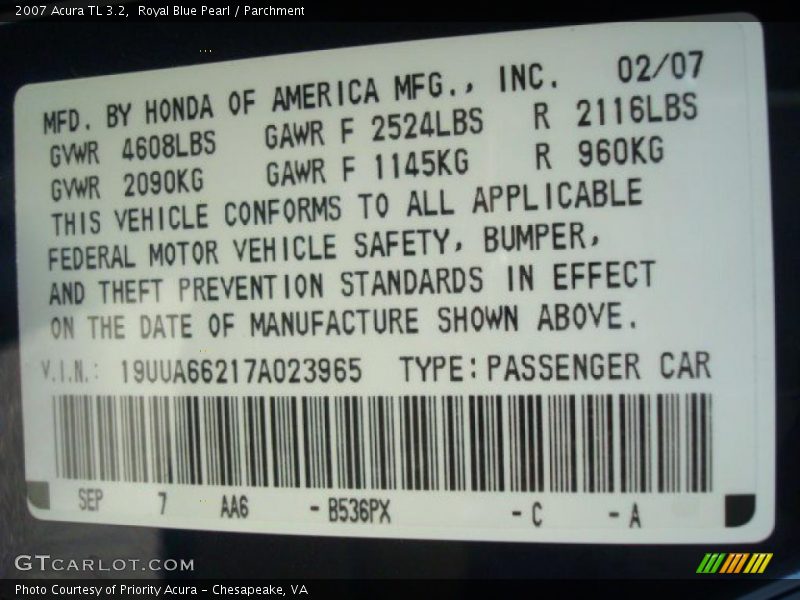 2007 Acura TL 3.2, Royal Blue Pearl / Parchment
MFD. BY HONDA OF AMERICA MFG., INC. 02/07
GVWR 4608LBS GAWR F 2524LBS R 2116LBS
GVWR 2090KG GAWR F 1145KG R 960KG
THIS VEHICLE CONFORMS TO ALL APPLICABLE
FEDERAL MOTOR VEHICLE SAFETY, BUMPER,
AND THEFT PREVENTION STANDARDS IN EFFECT
ON THE DATE OF MANUFACTURE SHOWN ABOVE.
V.I.N.: 19UUA66217A023965 TYPE: PASSENGER CAR
SEP 7 AA6 - B536PX - C - A
GTCARLOT.COM
Photo Courtesy of Priority Acura - Chesapeake, VA